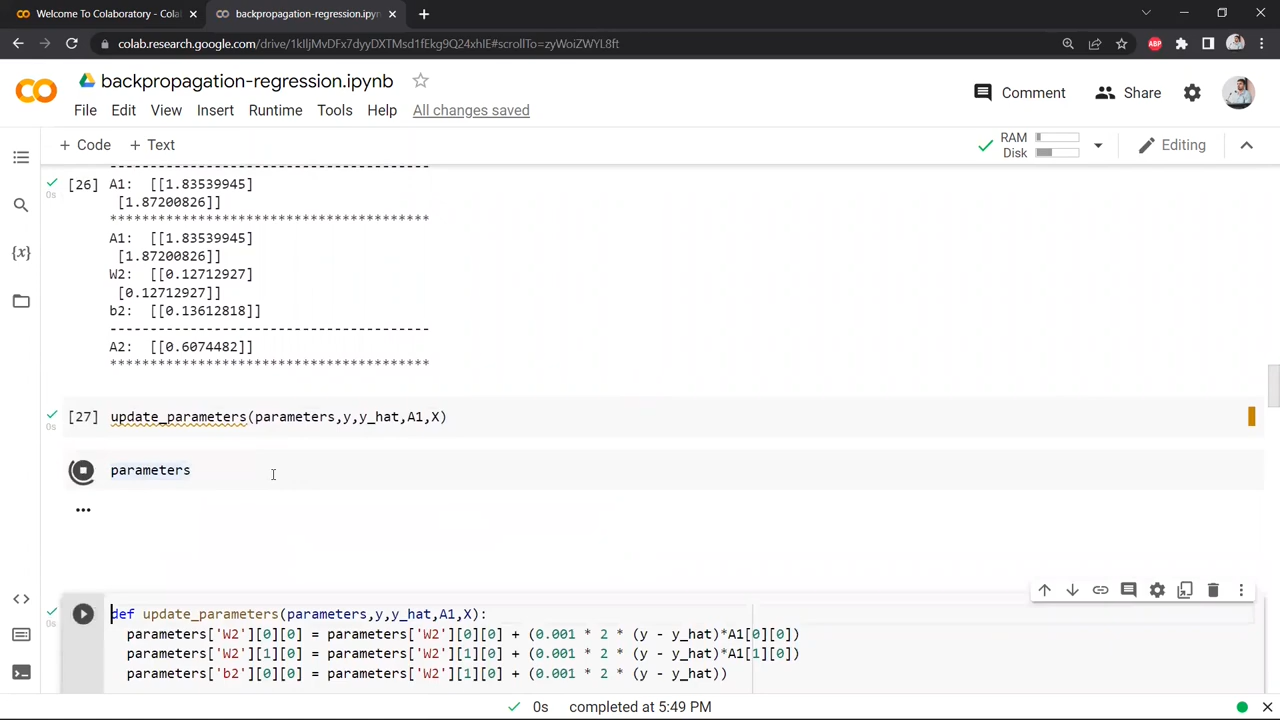 Welcome To Colaboratory - Colab
backpropagation-regression.ipynb
colab.research.google.com/drive/1kIljMvDFx7dyyDXTMsd1fEkg9Q24xhIE#scrollTo=zyWoiZWYL8ft
ABP
backpropagation-regression.ipynb
Comment
Share
File Edit View Insert Runtime Tools Help All changes saved
+ Code + Text
RAM
Disk
Editing
----------------------------------------
[26] A1: [[1.83539945]
0s
[1.87200826]]
****************************************
A1: [[1.83539945]
[1.87200826]]
W2: [[0.12712927]
[0.12712927]]
b2: [[0.13612818]]
----------------------------------------
A2: [[0.6074482]]
****************************************
[27] update_parameters(parameters,y,y_hat,A1,X)
0s
parameters
...
def update_parameters(parameters,y,y_hat,A1,X):
0s
parameters['W2'][0][0] = parameters['W2'][0][0] + (0.001 * 2 * (y - y_hat)*A1[0][0])
parameters['W2'][1][0] = parameters['W2'][1][0] + (0.001 * 2 * (y - y_hat)*A1[1][0])
parameters['b2'][0][0] = parameters['W2'][1][0] + (0.001 * 2 * (y - y_hat))
0s completed at 5:49 PM